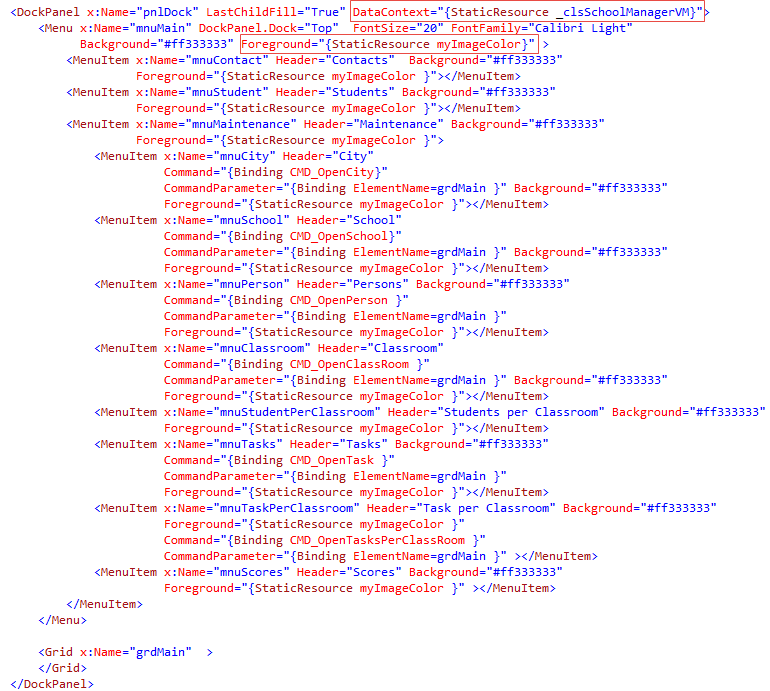 <DockPanel x:Name="pnlDock" LastChildFill="True" DataContext="{StaticResource _clsSchoolManagerVM}">
    <Menu x:Name="mnuMain" DockPanel.Dock="Top"  FontSize="20" FontFamily="Calibri Light"
          Background="#ff333333" Foreground="{StaticResource myImageColor}" >
        <MenuItem x:Name="mnuContact" Header="Contacts"  Background="#ff333333"
                  Foreground="{StaticResource myImageColor }"></MenuItem>
        <MenuItem x:Name="mnuStudent" Header="Students" Background="#ff333333"
                  Foreground="{StaticResource myImageColor }"></MenuItem>
        <MenuItem x:Name="mnuMaintenance" Header="Maintenance" Background="#ff333333"
                  Foreground="{StaticResource myImageColor }">
            <MenuItem x:Name="mnuCity" Header="City"
                      Command="{Binding CMD_OpenCity}"
                      CommandParameter="{Binding ElementName=grdMain }" Background="#ff333333"
                      Foreground="{StaticResource myImageColor }"></MenuItem>
            <MenuItem x:Name="mnuSchool" Header="School"
                      Command="{Binding CMD_OpenSchool}"
                      CommandParameter="{Binding ElementName=grdMain }" Background="#ff333333"
                      Foreground="{StaticResource myImageColor }"></MenuItem>
            <MenuItem x:Name="mnuPerson" Header="Persons" Background="#ff333333"
                      Command="{Binding CMD_OpenPerson }"
                      CommandParameter="{Binding ElementName=grdMain }"
                      Foreground="{StaticResource myImageColor }"></MenuItem>
            <MenuItem x:Name="mnuClassroom" Header="Classroom"
                      Command="{Binding CMD_OpenClassRoom }"
                      CommandParameter="{Binding ElementName=grdMain }" Background="#ff333333"
                      Foreground="{StaticResource myImageColor }"></MenuItem>
            <MenuItem x:Name="mnuStudentPerClassroom" Header="Students per Classroom" Background="#ff333333"
                      Foreground="{StaticResource myImageColor }"></MenuItem>
            <MenuItem x:Name="mnuTasks" Header="Tasks" Background="#ff333333"
                      Command="{Binding CMD_OpenTask }"
                      CommandParameter="{Binding ElementName=grdMain }"
                      Foreground="{StaticResource myImageColor }"></MenuItem>
            <MenuItem x:Name="mnuTaskPerClassroom" Header="Task per Classroom" Background="#ff333333"
                      Foreground="{StaticResource myImageColor }"
                      Command="{Binding CMD_OpenTasksPerClassRoom }"
                      CommandParameter="{Binding ElementName=grdMain }" ></MenuItem>
            <MenuItem x:Name="mnuScores" Header="Scores" Background="#ff333333"
                      Foreground="{StaticResource myImageColor }" ></MenuItem>
        </MenuItem>
    </Menu>

    <Grid x:Name="grdMain"  >
    </Grid>
</DockPanel>